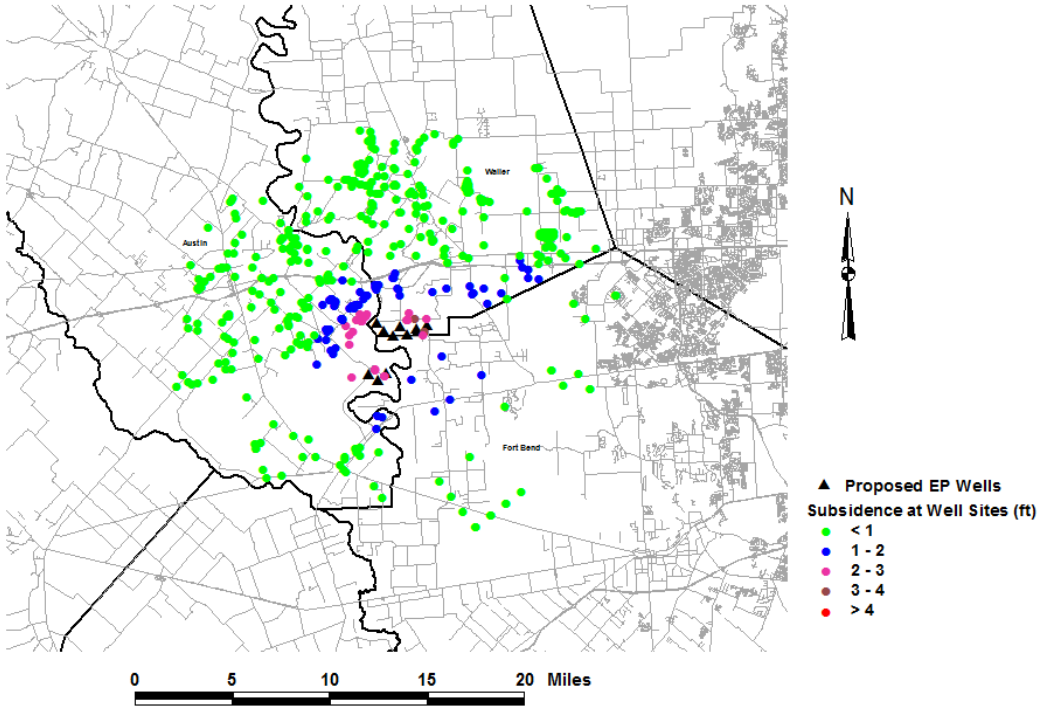 Waller
N
Austin
Fort Bend
Proposed EP Wells
Subsidence at Well Sites (ft)
< 1
1 - 2
2 - 3
3 - 4
> 4
0 5 10 15 20 Miles